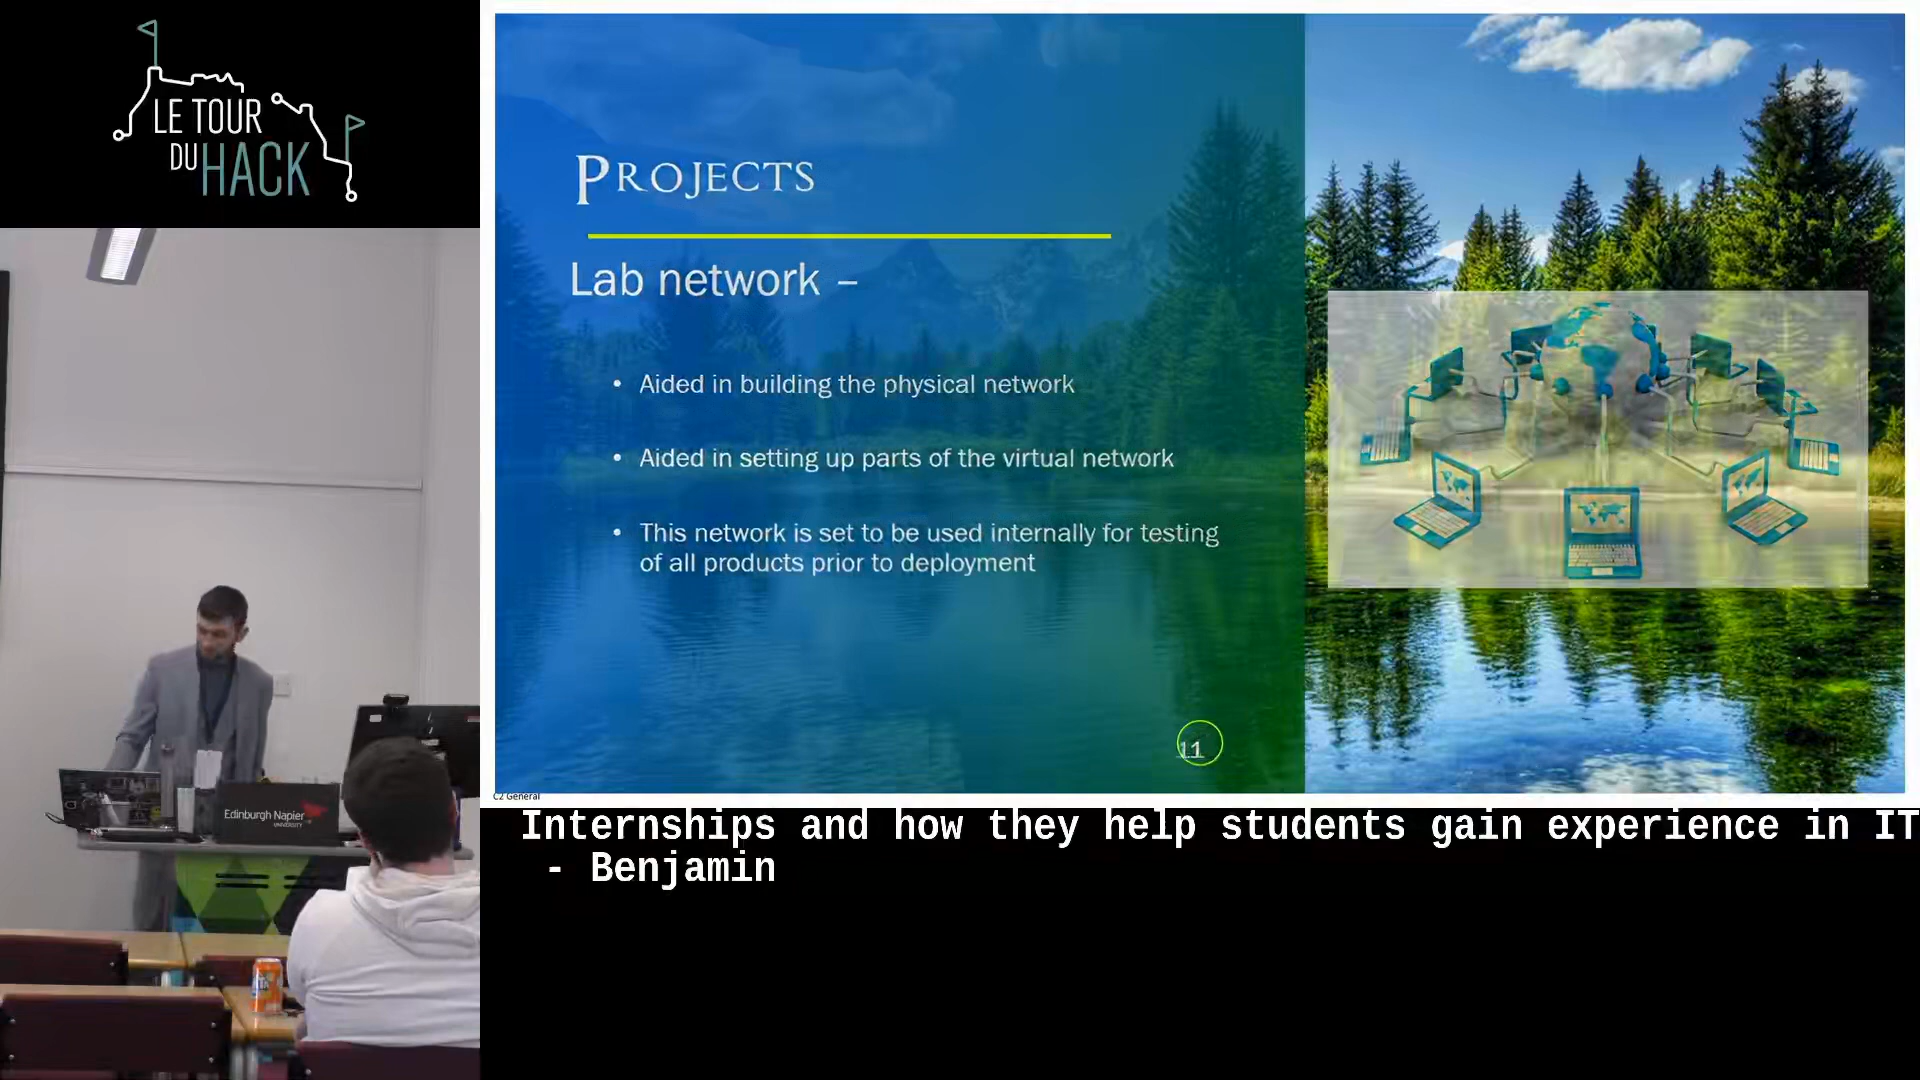 LE TOUR
DU HACK
PROJECTS
Lab network –
• Aided in building the physical network
• Aided in setting up parts of the virtual network
• This network is set to be used internally for testing
of all products prior to deployment
11
C2 General
Edinburgh Napier
UNIVERSITY
Internships and how they help students gain experience in IT
- Benjamin